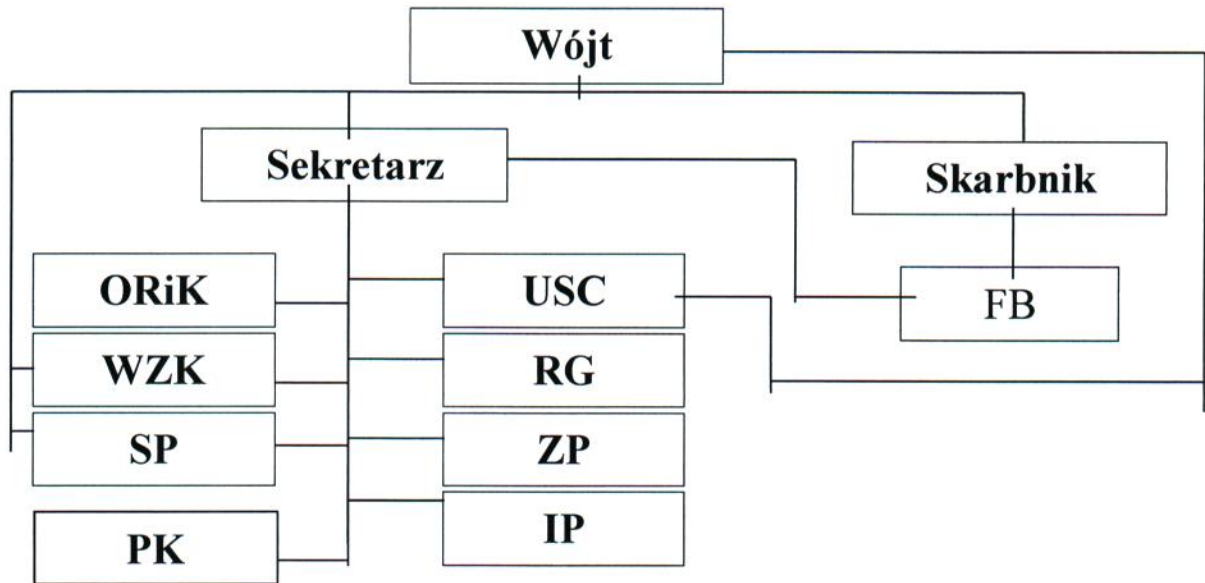 Wójt
Sekretarz
Skarbnik
ORiK
USC
FB
WZK
RG
SP
ZP
PK
IP